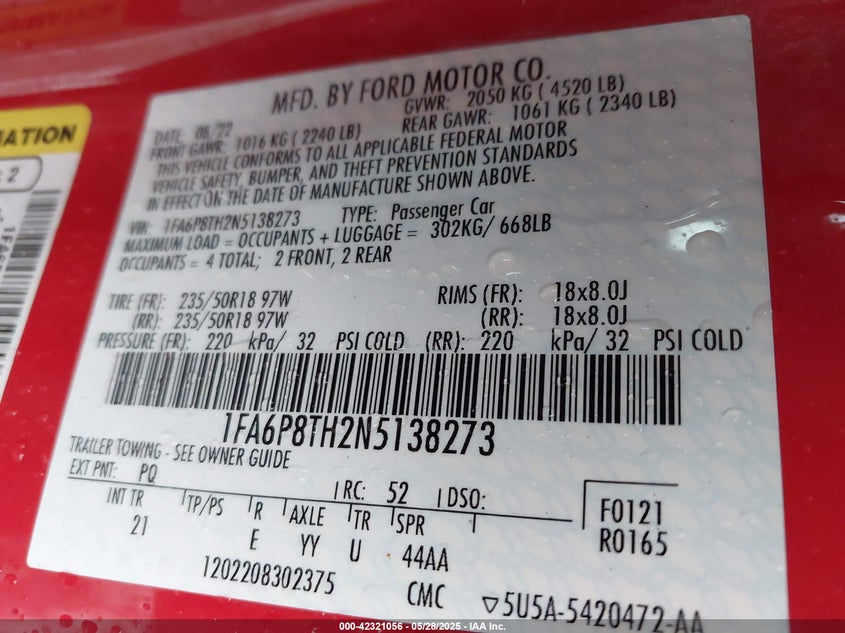 MFD. BY FORD MOTOR CO.
DATE: 08/22 GVWR: 2050 KG ( 4520 LB)
FRONT GAWR: 1016 KG ( 2240 LB) REAR GAWR: 1061 KG ( 2340 LB)
THIS VEHICLE CONFORMS TO ALL APPLICABLE FEDERAL MOTOR
VEHICLE SAFETY, BUMPER, AND THEFT PREVENTION STANDARDS
IN EFFECT ON THE DATE OF MANUFACTURE SHOWN ABOVE.
VIN: 1FA6P8TH2N5138273 TYPE: Passenger Car
MAXIMUM LOAD = OCCUPANTS + LUGGAGE = 302KG/ 668LB
OCCUPANTS = 4 TOTAL; 2 FRONT, 2 REAR
TIRE (FR): 235/50R18 97W RIMS (FR): 18x8.0J
(RR): 235/50R18 97W (RR): 18x8.0J
PRESSURE (FR): 220 kPa/ 32 PSI COLD (RR): 220 kPa/ 32 PSI COLD
1FA6P8TH2N5138273
TRAILER TOWING - SEE OWNER GUIDE
EXT PNT: PQ RC: 52 DSO: F0121
INT TR TP/PS R AXLE TR SPR R0165
21 E YY U 44AA
1202208302375 CMC 5U5A-5420472-AA
MATION
2
000-42321056 - 05/28/2025 - IAA Inc.